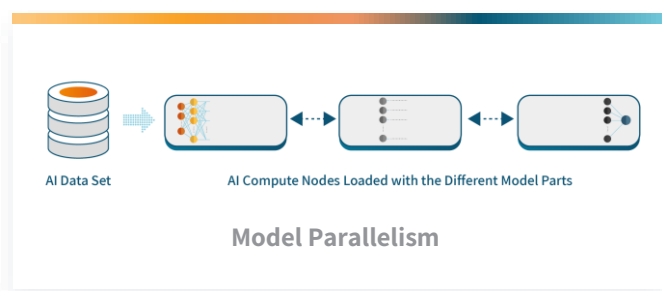 AI Data Set
AI Compute Nodes Loaded with the Different Model Parts
Model Parallelism